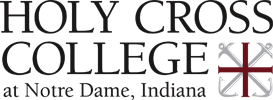 HOLY CROSS
COLLEGE
at Notre Dame, Indiana